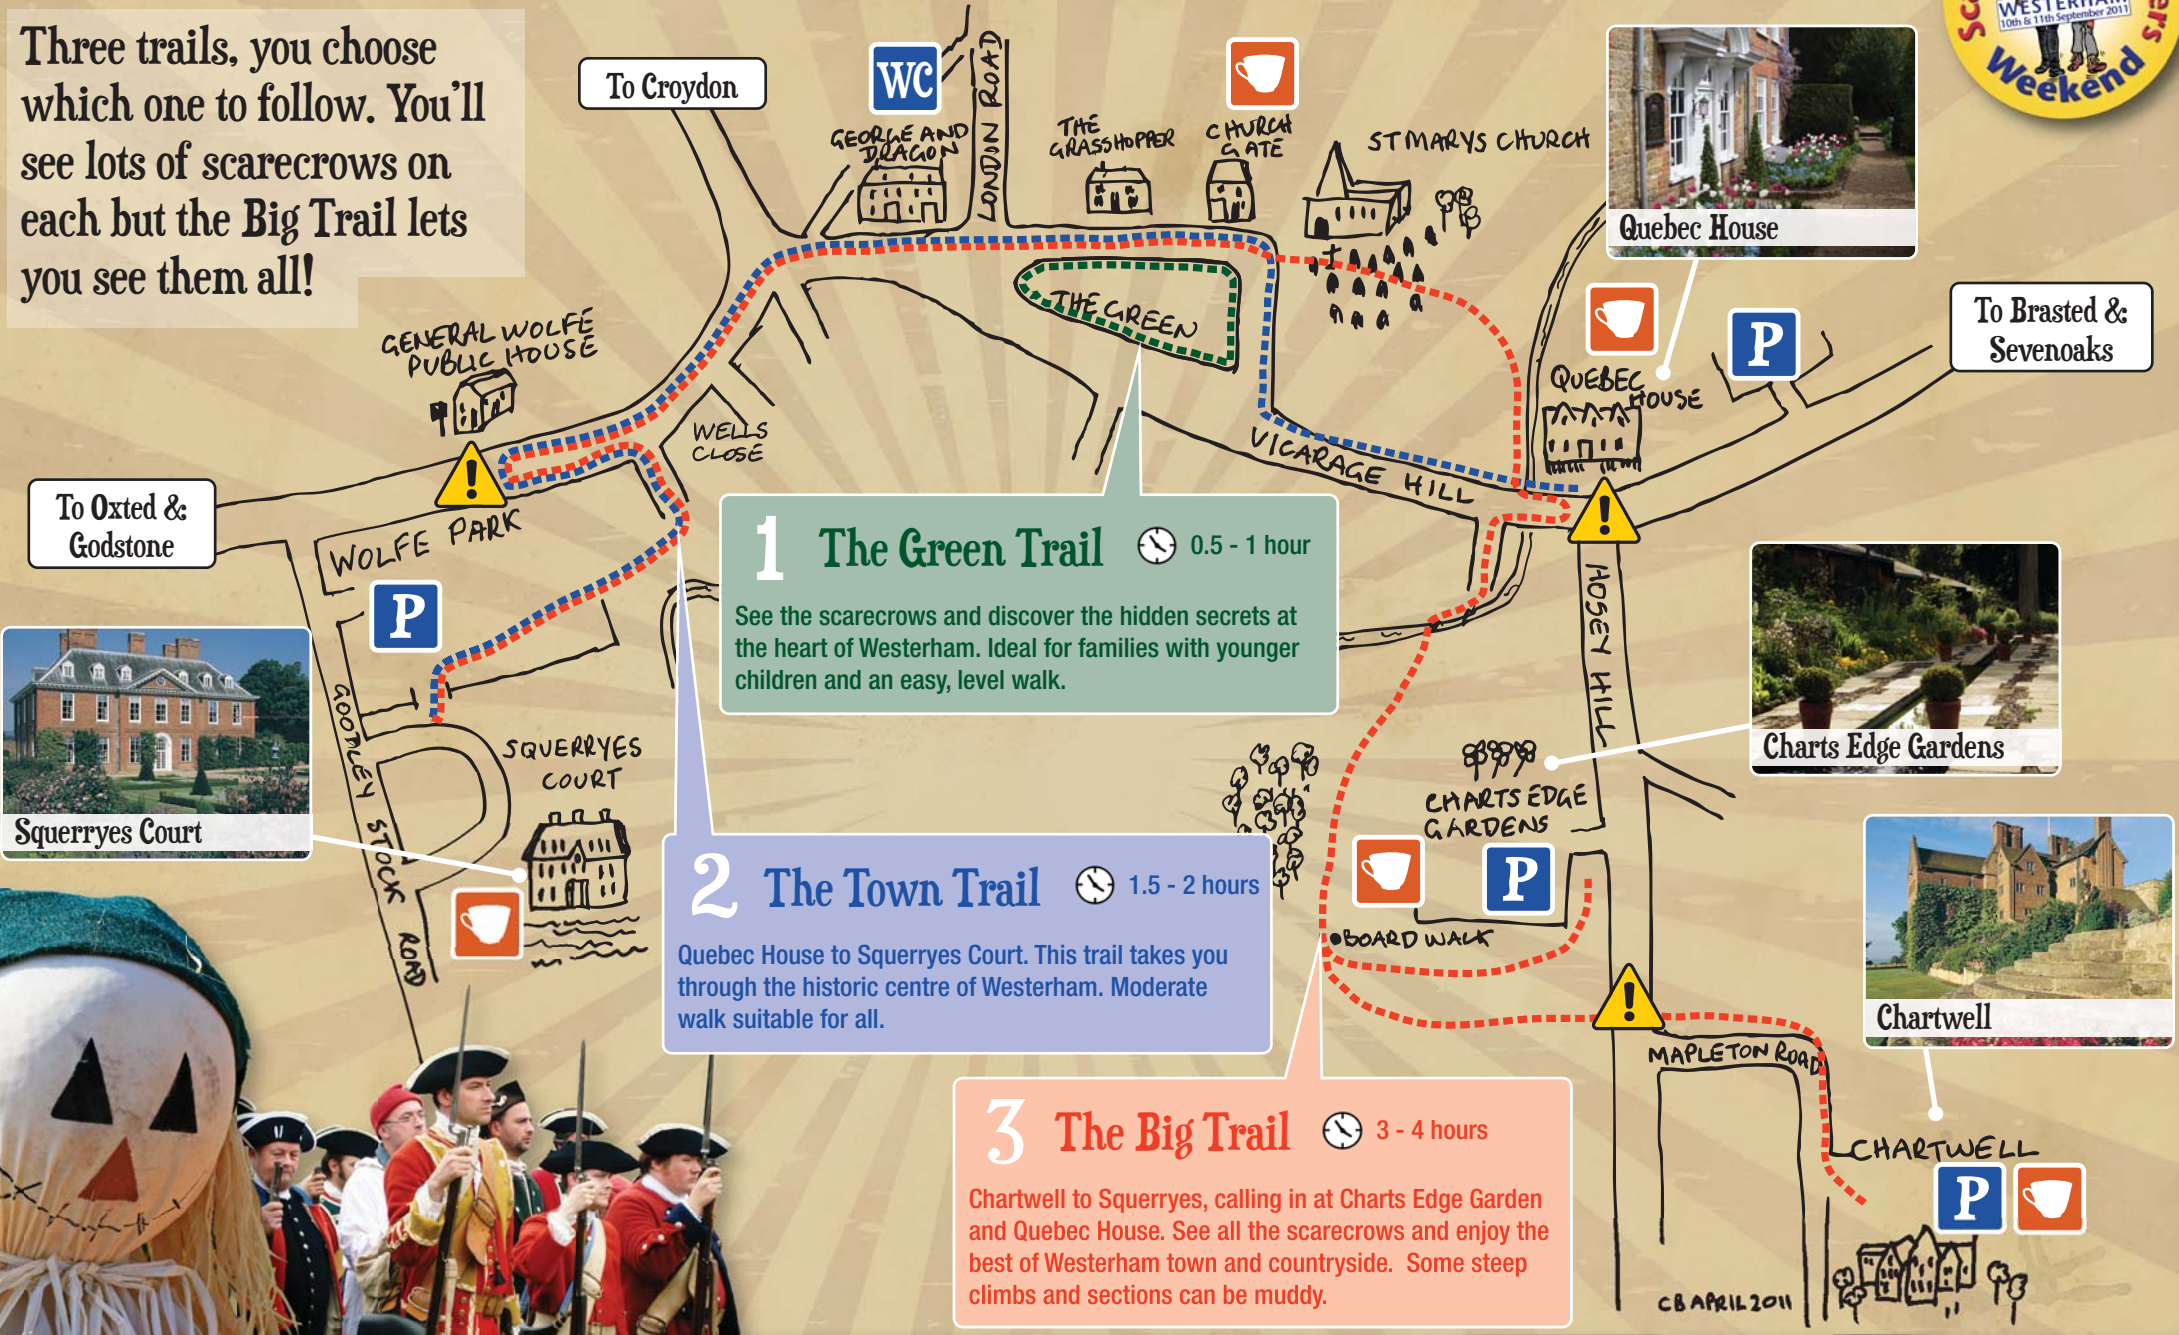 Three trails, you choose
which one to follow. You'll
see lots of scarecrows on
each but the Big Trail lets
you see them all!
To Croydon
WC
GEORGE AND
DRAGON
LONDON ROAD
THE
GRASSHOPPER
CHURCH
GATE
ST MARYS CHURCH
Quebec House
WESTERHAM
10th & 11th September 2011
Weekend
To Brasted &
Sevenoaks
P
QUEBEC
HOUSE
THE GREEN
GENERAL WOLFE
PUBLIC HOUSE
WELLS
CLOSE
VICARAGE HILL
To Oxted &
Godstone
WOLFE PARK
P
GOODLEY STOCK ROAD
Squerryes Court
SQUERRYES
COURT
1 The Green Trail 0.5 - 1 hour
See the scarecrows and discover the hidden secrets at
the heart of Westerham. Ideal for families with younger
children and an easy, level walk.
HOSEY HILL
Charts Edge Gardens
CHARTS EDGE
GARDENS
P
BOARD WALK
2 The Town Trail 1.5 - 2 hours
Quebec House to Squerryes Court. This trail takes you
through the historic centre of Westerham. Moderate
walk suitable for all.
Chartwell
MAPLETON ROAD
CHARTWELL
P
3 The Big Trail 3 - 4 hours
Chartwell to Squerryes, calling in at Charts Edge Garden
and Quebec House. See all the scarecrows and enjoy the
best of Westerham town and countryside. Some steep
climbs and sections can be muddy.
CB APRIL 2011